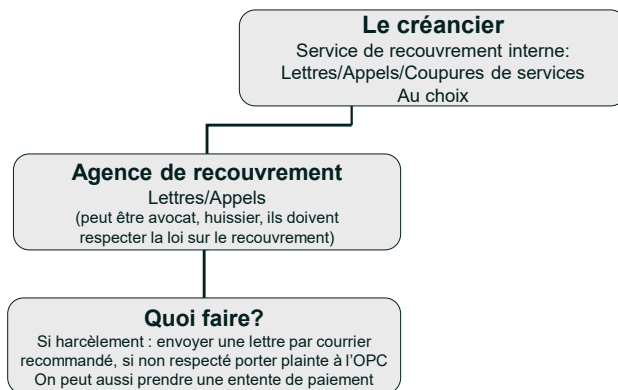 Le créancier
Service de recouvrement interne:
Lettres/Appels/Coupures de services
Au choix
Agence de recouvrement
Lettres/Appels
(peut être avocat, huissier, ils doivent
respecter la loi sur le recouvrement)
Quoi faire?
Si harcèlement : envoyer une lettre par courrier
recommandé, si non respecté porter plainte à l'OPC
On peut aussi prendre une entente de paiement